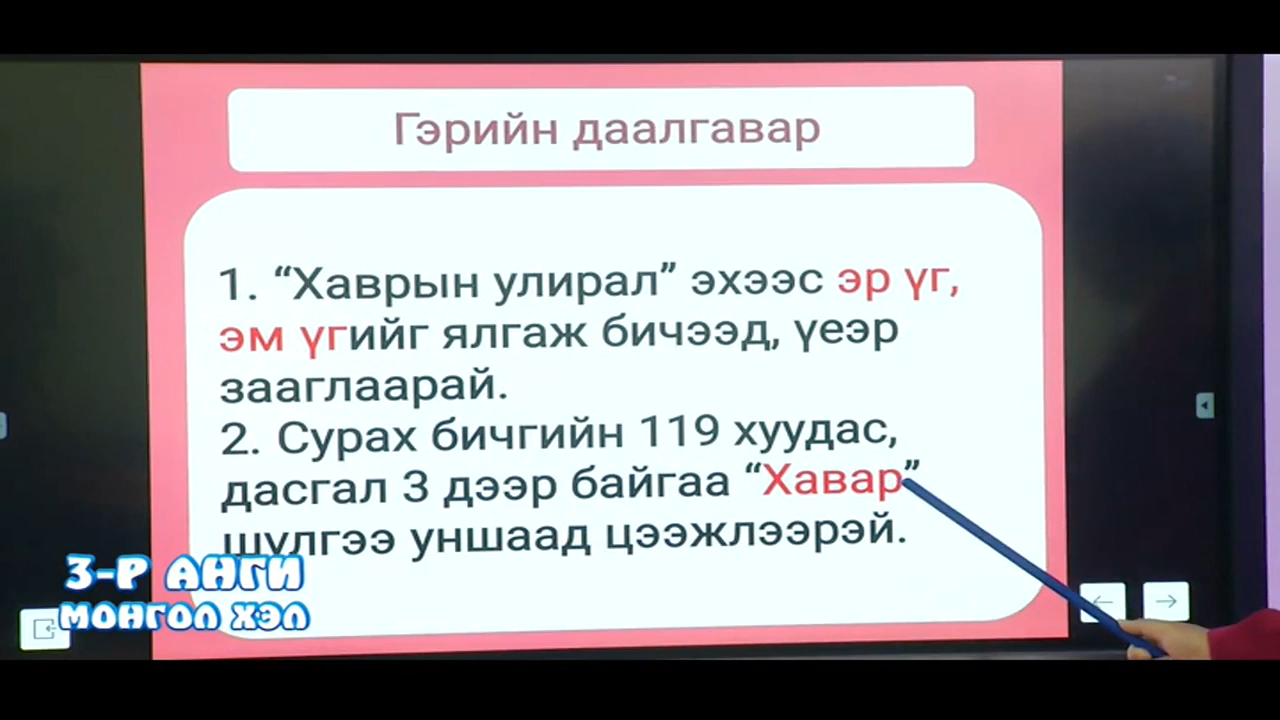 Гэрийн даалгавар
1. “Хаврын улирал” эхээс эр үг,
эм үгийг ялгаж бичээд, үеэр
зааглаарай.
2. Сурах бичгийн 119 хуудас,
дасгал 3 дээр байгаа “Хавар”
шүлгээ уншаад цээжлээрэй.
3-Р АНГИ
МОНГОЛ ХЭЛ